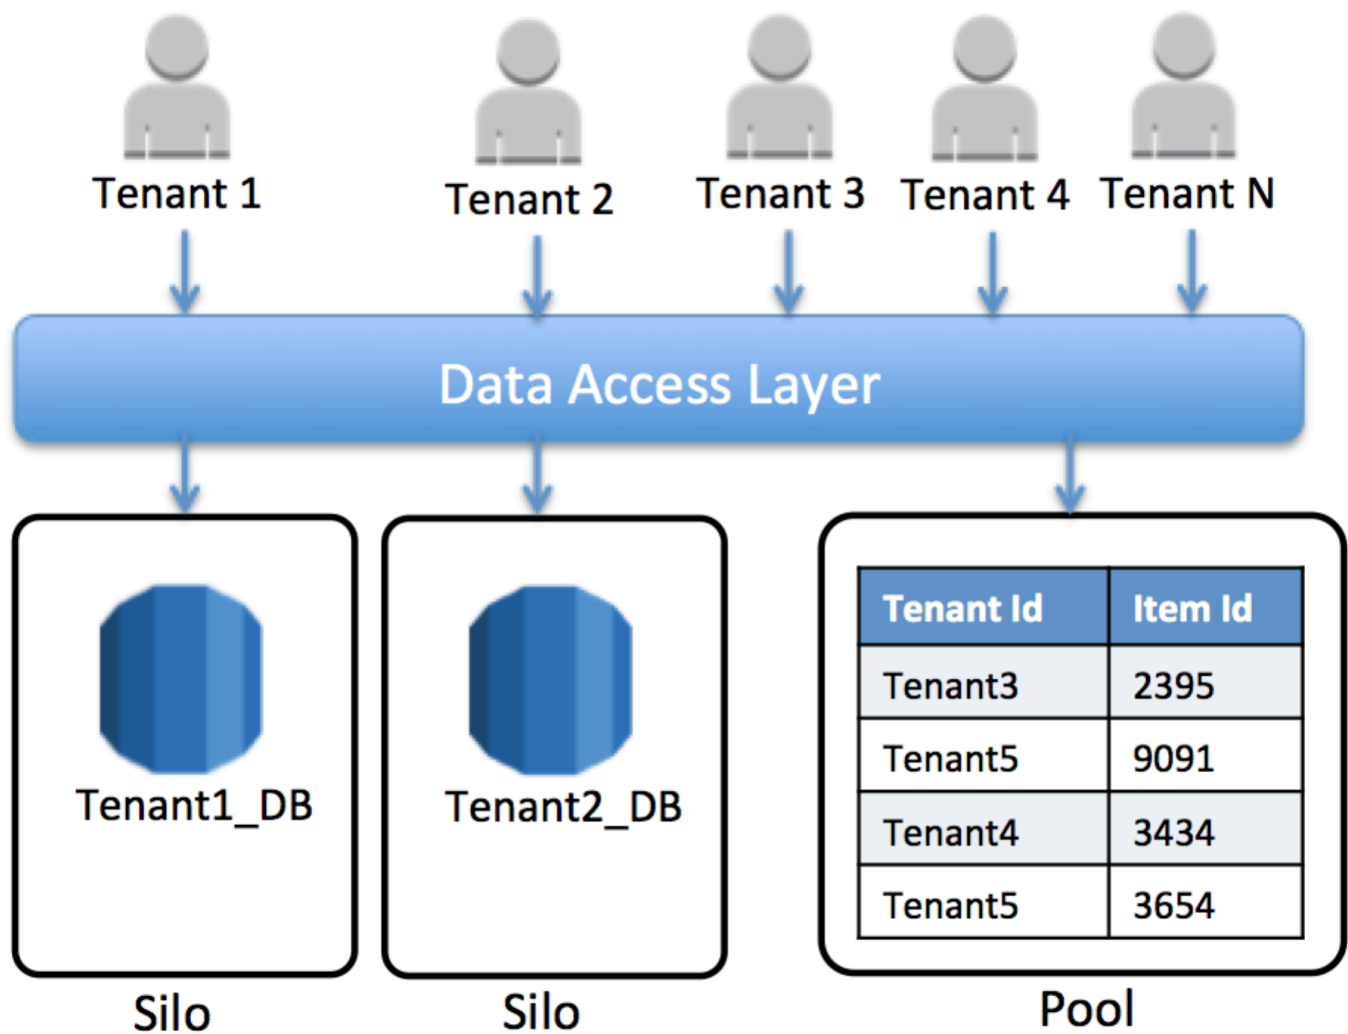 Tenant 1
Tenant 2
Tenant 3
Tenant 4
Tenant N
Data Access Layer
Tenant1_DB
Silo
Tenant2_DB
Silo
Tenant Id Item Id
Tenant3 2395
Tenant5 9091
Tenant4 3434
Tenant5 3654
Pool